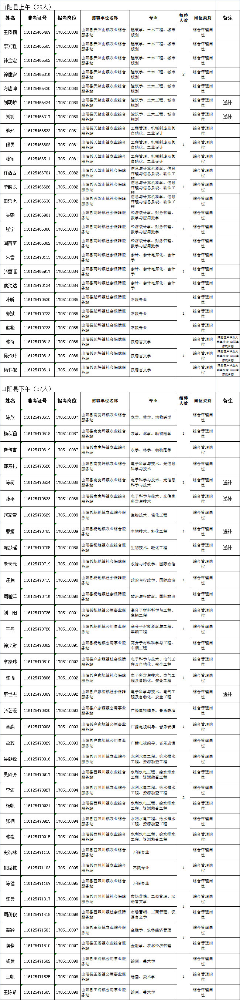 山阳县上午（25人）
姓名 准考证号 报考岗位 招聘单位名称 专业 招聘人数 岗位类别 备注
王风楠 116125466409 1705110080 山阳县天竺山镇农业综合服务站 建筑学、土木工程、城市规划 2 综合管理岗位
李光程 116125466505 1705110080 山阳县天竺山镇农业综合服务站 建筑学、土木工程、城市规划 综合管理岗位
孙金宏 116125466502 1705110080 山阳县天竺山镇农业综合服务站 建筑学、土木工程、城市规划 综合管理岗位
徐唐安 116125466316 1705110080 山阳县天竺山镇农业综合服务站 建筑学、土木工程、城市规划 综合管理岗位
方隆坤 116125466430 1705110080 山阳县天竺山镇农业综合服务站 建筑学、土木工程、城市规划 综合管理岗位
刘明峤 116125466424 1705110080 山阳县天竺山镇农业综合服务站 建筑学、土木工程、城市规划 综合管理岗位 递补
刘钊 116125466317 1705110080 山阳县天竺山镇农业综合服务站 建筑学、土木工程、城市规划 综合管理岗位 递补
柳环 116125466522 1705110081 山阳县天竺山镇农业综合服务站 工程管理、机械制造及其自动化、工业设计 1 综合管理岗位
段勇 116125466602 1705110081 山阳县天竺山镇农业综合服务站 工程管理、机械制造及其自动化、工业设计 综合管理岗位
张敏 116125466511 1705110081 山阳县天竺山镇农业综合服务站 工程管理、机械制造及其自动化、工业设计 综合管理岗位
任西西 116125466704 1705110082 山阳县天竺山镇社会保障服务站 信息与计算机科学、信息管理与信息系统、软件工程 1 综合管理岗位
李盼龙 116125466626 1705110082 山阳县天竺山镇社会保障服务站 信息与计算机科学、信息管理与信息系统、软件工程 综合管理岗位
田哲旭 116125466630 1705110082 山阳县天竺山镇社会保障服务站 信息与计算机科学、信息管理与信息系统、软件工程 综合管理岗位
吴淼 116125466901 1705110083 山阳县两岭镇社会保障服务站 经济统计学、财务管理、数学与应用数学 1 综合管理岗位
程宁 116125466808 1705110083 山阳县两岭镇社会保障服务站 经济统计学、财务管理、数学与应用数学 综合管理岗位
闫苗苗 116125466802 1705110083 山阳县两岭镇社会保障服务站 经济统计学、财务管理、数学与应用数学 综合管理岗位
朱雪 116125470113 1705110084 山阳县两岭镇社会保障服务站 会计、会计电算化、会计学 1 综合管理岗位
张童谣 116125466917 1705110084 山阳县两岭镇社会保障服务站 会计、会计电算化、会计学 综合管理岗位
侯劲达 116125470124 1705110084 山阳县两岭镇社会保障服务站 会计、会计电算化、会计学 综合管理岗位
叶昕 116125470530 1705110085 山阳县延坪镇社会保障服务站 不限专业 1 综合管理岗位
郭斌 116125470222 1705110085 山阳县延坪镇社会保障服务站 不限专业 综合管理岗位
赵艳 116125470223 1705110085 山阳县延坪镇社会保障服务站 不限专业 综合管理岗位
陈奇 116125470612 1705110086 山阳县延坪镇社会保障服务站 汉语言文学 1 综合管理岗位 限贫困户毕业大学生报考，山阳生源或户籍
吴玲玲 116125470613 1705110086 山阳县延坪镇社会保障服务站 汉语言文学 综合管理岗位 限贫困户毕业大学生报考，山阳生源或户籍
杨亚妮 116125470614 1705110086 山阳县延坪镇社会保障服务站 汉语言文学 综合管理岗位 限贫困户毕业大学生报考，山阳生源或户籍
山阳县下午（37人）
姓名 准考证号 报考岗位 招聘单位名称 专业 招聘人数 岗位类别 备注
陈欣 116125470615 1705110087 山阳县南宽坪镇农业综合服务站 农学、林学、动物医学 1 综合管理岗位
杨秋涵 116125470618 1705110087 山阳县南宽坪镇农业综合服务站 农学、林学、动物医学 综合管理岗位
崔传吉 116125470619 1705110087 山阳县南宽坪镇农业综合服务站 农学、林学、动物医学 综合管理岗位
郭寿礼 116125470626 1705110088 山阳县南宽坪镇农业综合服务站 电子科学与技术、光信息科学与技术 1 综合管理岗位
陈轲 116125470624 1705110088 山阳县南宽坪镇农业综合服务站 电子科学与技术、光信息科学与技术 综合管理岗位 递补
张平 116125470623 1705110088 山阳县南宽坪镇农业综合服务站 电子科学与技术、光信息科学与技术 综合管理岗位 递补
赵家萱 116125470629 1705110089 山阳县杨地镇农业综合服务站 生物技术、轻化工程 1 综合管理岗位
曹婧 116125470703 1705110089 山阳县杨地镇农业综合服务站 生物技术、轻化工程 综合管理岗位 递补
陈梦瑶 116125470705 1705110089 山阳县杨地镇农业综合服务站 生物技术、轻化工程 综合管理岗位 递补
朱天元 116125470719 1705110090 山阳县杨地镇社会保障服务站 政治与行政学、国际政治 1 综合管理岗位
汪腾 116125470715 1705110090 山阳县杨地镇社会保障服务站 政治与行政学、国际政治 综合管理岗位
周雅萍 116125470716 1705110090 山阳县杨地镇社会保障服务站 政治与行政学、国际政治 综合管理岗位
刘一阳 116125470726 1705110091 山阳县杨地镇公用事业服务站 高分子材料科学与工程、车辆工程 1 综合管理岗位
王丹 116125470728 1705110091 山阳县杨地镇公用事业服务站 高分子材料科学与工程、车辆工程 综合管理岗位
徐少尉 116125470802 1705110091 山阳县杨地镇公用事业服务站 高分子材料科学与工程、车辆工程 综合管理岗位
章家玮 116125470810 1705110092 山阳县户家塬镇社会保障服务站 电子科学与技术、电气工程及自动化、安全工程 1 综合管理岗位
陈虎 116125470806 1705110092 山阳县户家塬镇社会保障服务站 电子科学与技术、电气工程及自动化、安全工程 综合管理岗位
蔡世杰 116125470809 1705110092 山阳县户家塬镇社会保障服务站 电子科学与技术、电气工程及自动化、安全工程 综合管理岗位 递补
张艺璇 116125470820 1705110093 山阳县户家塬镇公用事业服务站 广播电视编导、音乐表演 1 综合管理岗位
全淼 116125470908 1705110093 山阳县户家塬镇公用事业服务站 广播电视编导、音乐表演 综合管理岗位
牟鑫 116125470829 1705110093 山阳县户家塬镇公用事业服务站 广播电视编导、音乐表演 综合管理岗位
吴朝锋 116125470916 1705110094 山阳县西照川镇农业综合服务站 水利水电工程、给水排水工程、资源勘查工程 2 综合管理岗位
吴风涛 116125470917 1705110094 山阳县西照川镇农业综合服务站 水利水电工程、给水排水工程、资源勘查工程 综合管理岗位
李沛 116125470927 1705110094 山阳县西照川镇农业综合服务站 水利水电工程、给水排水工程、资源勘查工程 综合管理岗位
杨帆 116125470921 1705110094 山阳县西照川镇农业综合服务站 水利水电工程、给水排水工程、资源勘查工程 综合管理岗位
张楠 116125470925 1705110094 山阳县西照川镇农业综合服务站 水利水电工程、给水排水工程、资源勘查工程 综合管理岗位
陈锋 116125470915 1705110094 山阳县西照川镇农业综合服务站 水利水电工程、给水排水工程、资源勘查工程 综合管理岗位
史浩林 116125471118 1705110095 山阳县西照川镇农业综合服务站 不限专业 1 综合管理岗位
祝盛栋 116125471103 1705110095 山阳县西照川镇农业综合服务站 不限专业 综合管理岗位
陈健 116125471109 1705110095 山阳县西照川镇农业综合服务站 不限专业 综合管理岗位
陈晨 116125471317 1705110096 山阳县西照川镇社会保障服务站 市场营销、工商管理、汉语言文学 1 综合管理岗位
周茂俊 116125471418 1705110096 山阳县西照川镇社会保障服务站 市场营销、工商管理、汉语言文学 综合管理岗位
秦颖 116125471503 1705110097 山阳县王阎镇农业综合服务站 金融学、农林经济管理 1 综合管理岗位
侯静 116125471510 1705110097 山阳县王阎镇农业综合服务站 金融学、农林经济管理 综合管理岗位
杨晨 116125471602 1705110098 山阳县王阎镇公用事业服务站 绘画、美术学 1 综合管理岗位
王帆 116125471525 1705110098 山阳县王阎镇公用事业服务站 绘画、美术学 综合管理岗位
王陈希 116125471605 1705110098 山阳县王阎镇公用事业服务站 绘画、美术学 综合管理岗位